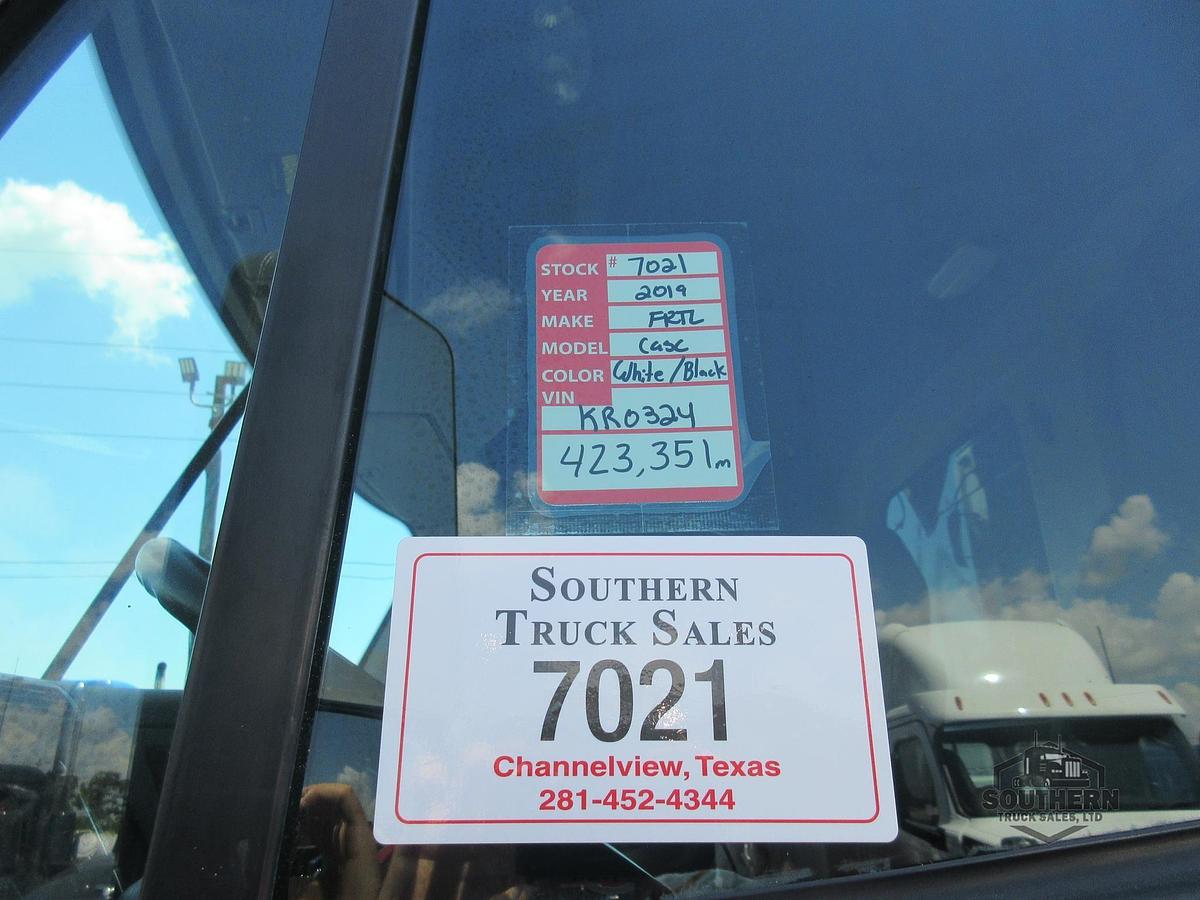 STOCK # 7021
YEAR 2019
MAKE FRTL
MODEL Casc
COLOR White/Black
VIN
KR0324
423,351m
SOUTHERN
TRUCK SALES
7021
Channelview, Texas
281-452-4344
SOUTHERN
TRUCK SALES, LTD